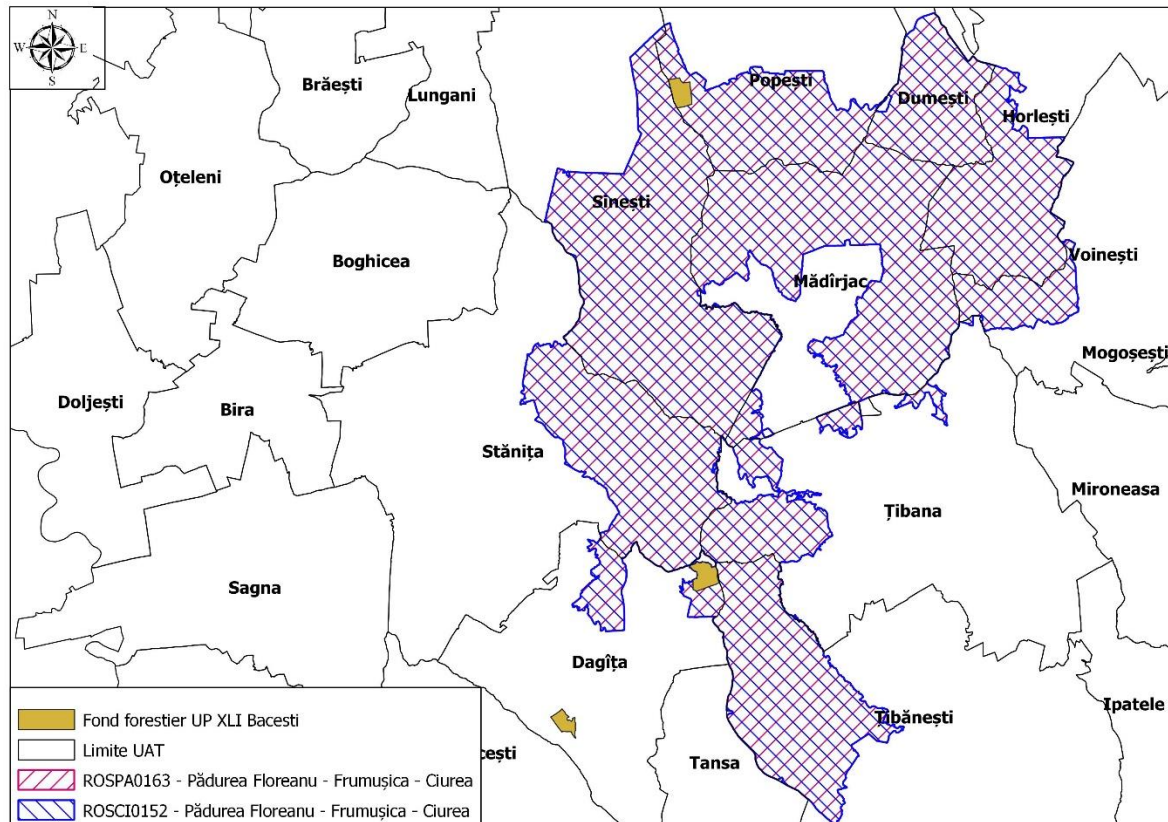 N
W E
S
Brăești
Lungani
Popești
Dumești
Horlești
Oțeleni
Sinești
Boghicea
Mădîrjac
Voinești
Mogoșești
Doljești
Bira
Stănița
Mironeasa
Țibana
Sagna
Dagîța
Ipatele
Țibănești
Tansa
cești
Fond forestier UP XLI Bacesti
Limite UAT
ROSPA0163 - Pădurea Floreanu - Frumușica - Ciurea
ROSCI0152 - Pădurea Floreanu - Frumușica - Ciurea